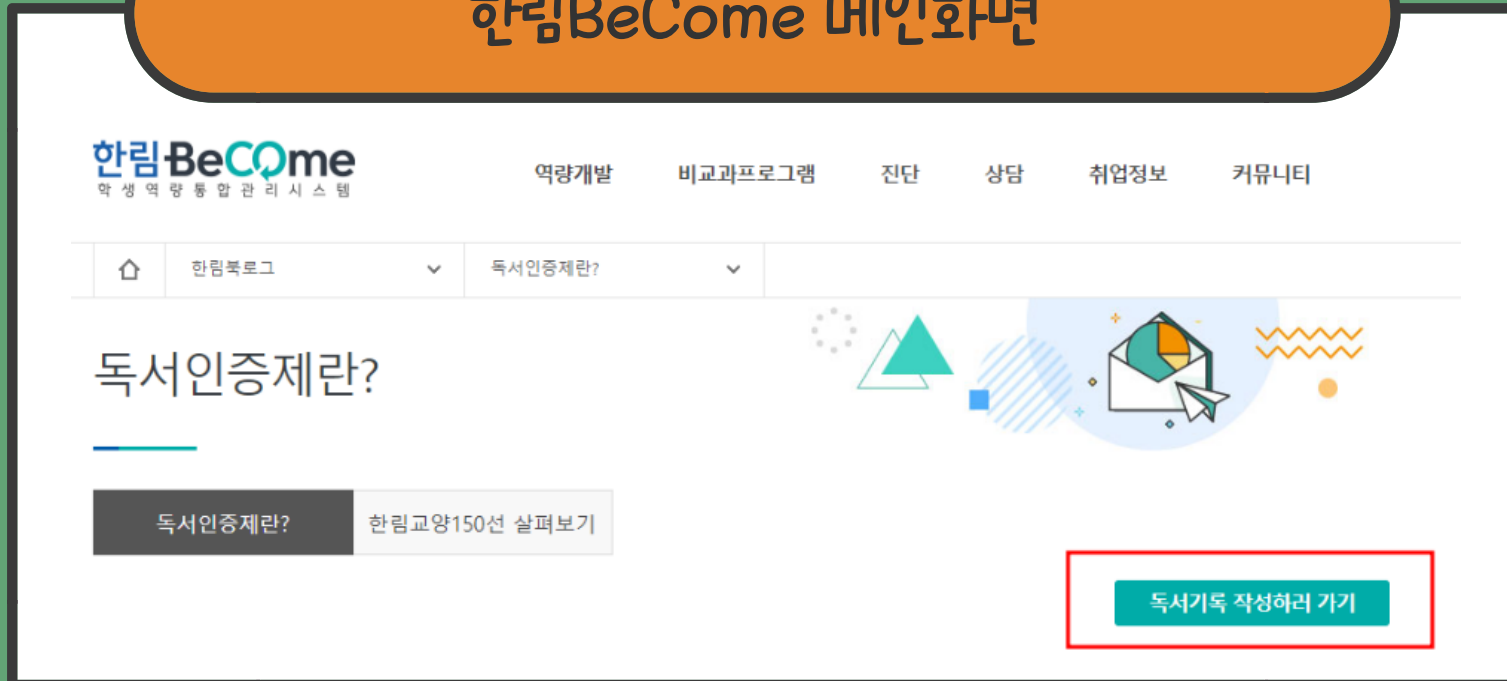 한림BeCome 메인화면
한림BeCome
학생역량통합관리시스템
역량개발 비교과프로그램 진단 상담 취업정보 커뮤니티
한림북로그 독서인증제란?
독서인증제란?
독서인증제란? 한림교양150선 살펴보기
독서기록 작성하러 가기